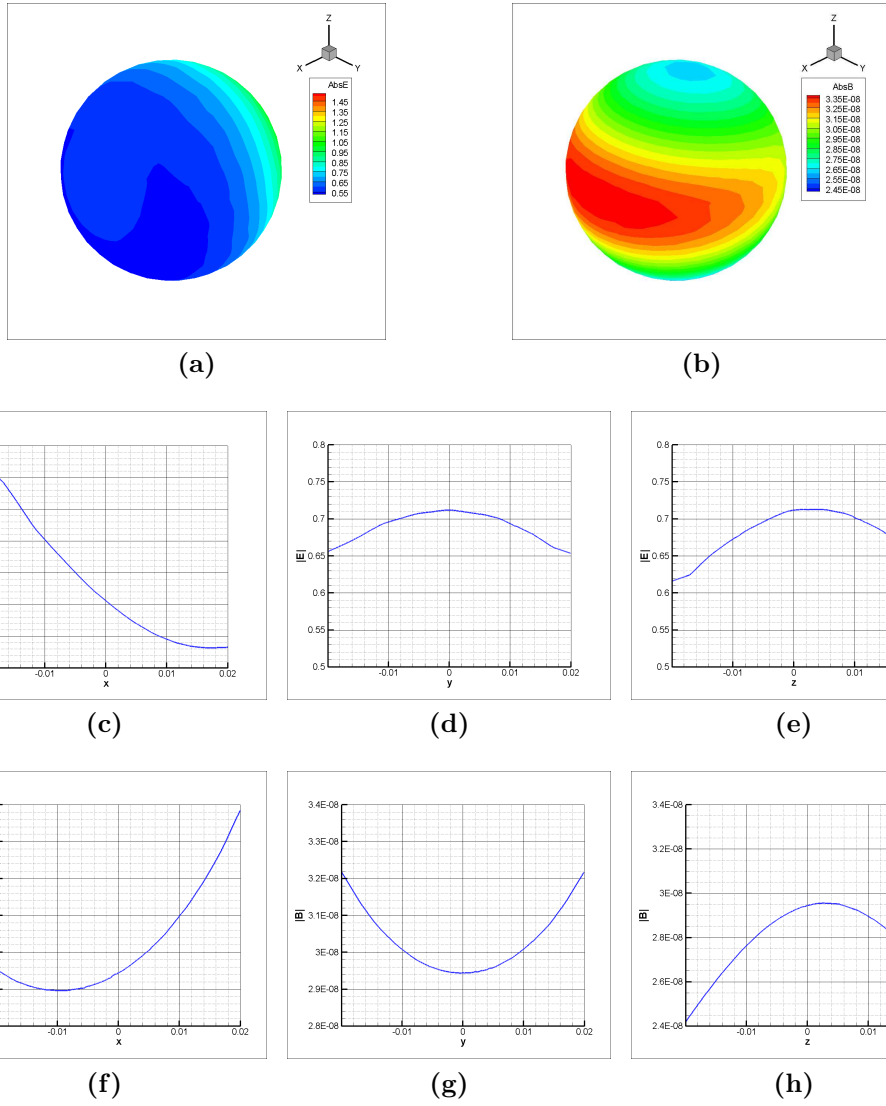 Z
X
Y
AbsE
1.45
1.35
1.25
1.15
1.05
0.95
0.85
0.75
0.65
0.55
(a)
Z
X
Y
AbsB
3.35E-08
3.25E-08
3.15E-08
3.05E-08
2.95E-08
2.85E-08
2.75E-08
2.65E-08
2.55E-08
2.45E-08
(b)
-0.01 0 0.01 0.02
x
(c)
|E|
0.8
0.75
0.7
0.65
0.6
0.55
0.5
-0.01 0 0.01 0.02
y
(d)
|E|
0.8
0.75
0.7
0.65
0.6
0.55
0.5
-0.01 0 0.01
z
(e)
-0.01 0 0.01 0.02
x
(f)
|B|
3.4E-08
3.3E-08
3.2E-08
3.1E-08
3E-08
2.9E-08
2.8E-08
-0.01 0 0.01 0.02
y
(g)
|B|
3.4E-08
3.2E-08
3E-08
2.8E-08
2.6E-08
2.4E-08
-0.01 0 0.01
z
(h)